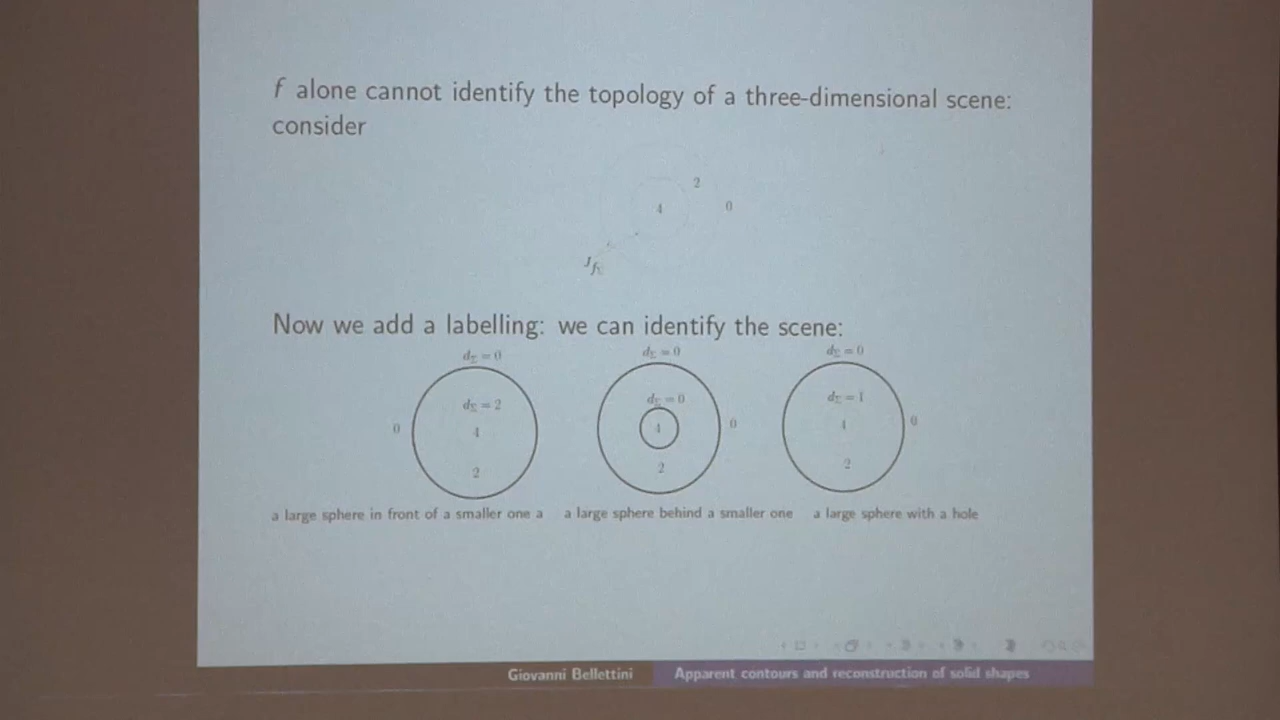 f alone cannot identify the topology of a three-dimensional scene:
consider
2
4
0
Now we add a labelling: we can identify the scene:
d_Σ = 0
d_Σ = 0
d_Σ = 0
d_Σ = 2
d_Σ = 0
d_Σ = 1
0
4
4
0
4
0
2
2
2
a large sphere in front of a smaller one a
a large sphere behind a smaller one
a large sphere with a hole
Giovanni Bellettini
Apparent contours and reconstruction of solid shapes